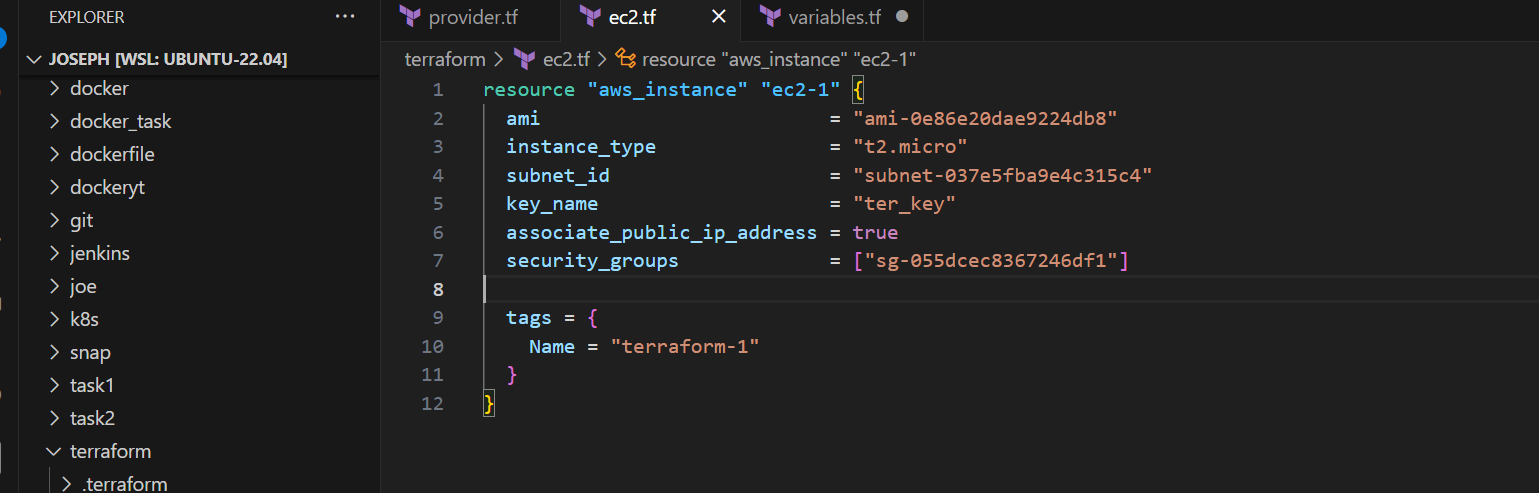 EXPLORER ...
JOSEPH [WSL: UBUNTU-22.04]
docker
docker_task
dockerfile
dockeryt
git
jenkins
joe
k8s
snap
task1
task2
terraform
.terraform
provider.tf ec2.tf variables.tf
terraform > ec2.tf > resource "aws_instance" "ec2-1"
1 resource "aws_instance" "ec2-1" {
2 ami = "ami-0e86e20dae9224db8"
3 instance_type = "t2.micro"
4 subnet_id = "subnet-037e5fba9e4c315c4"
5 key_name = "ter_key"
6 associate_public_ip_address = true
7 security_groups = ["sg-055dcec8367246df1"]
8
9 tags = {
10 Name = "terraform-1"
11 }
12 }